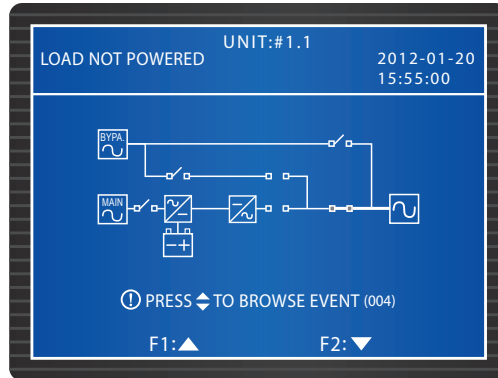 UNIT:#1.1
LOAD NOT POWERED
2012-01-20
15:55:00
BYPA.
MAIN
PRESS TO BROWSE EVENT (004)
F1:
F2: